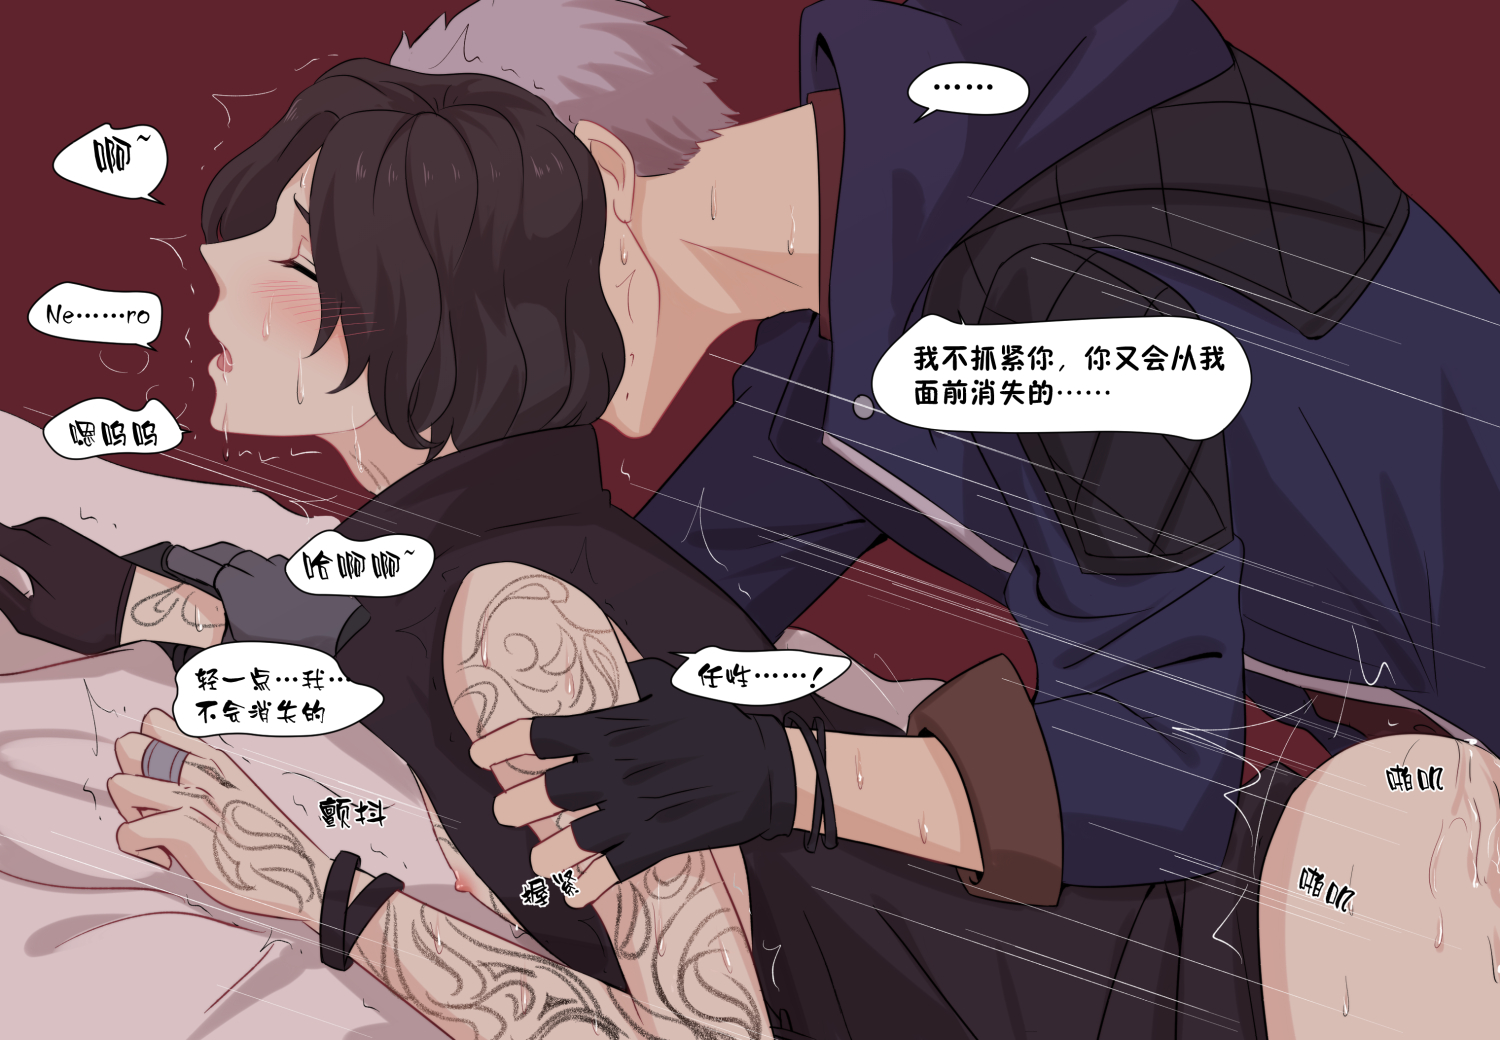 啊~
……
Ne……ro
我不抓紧你，你又会从我
面前消失的……
嗯呜呜
哈啊啊~
轻一点…我…
不会消失的
任性……!
颤抖
握紧
啪叽
啪叽